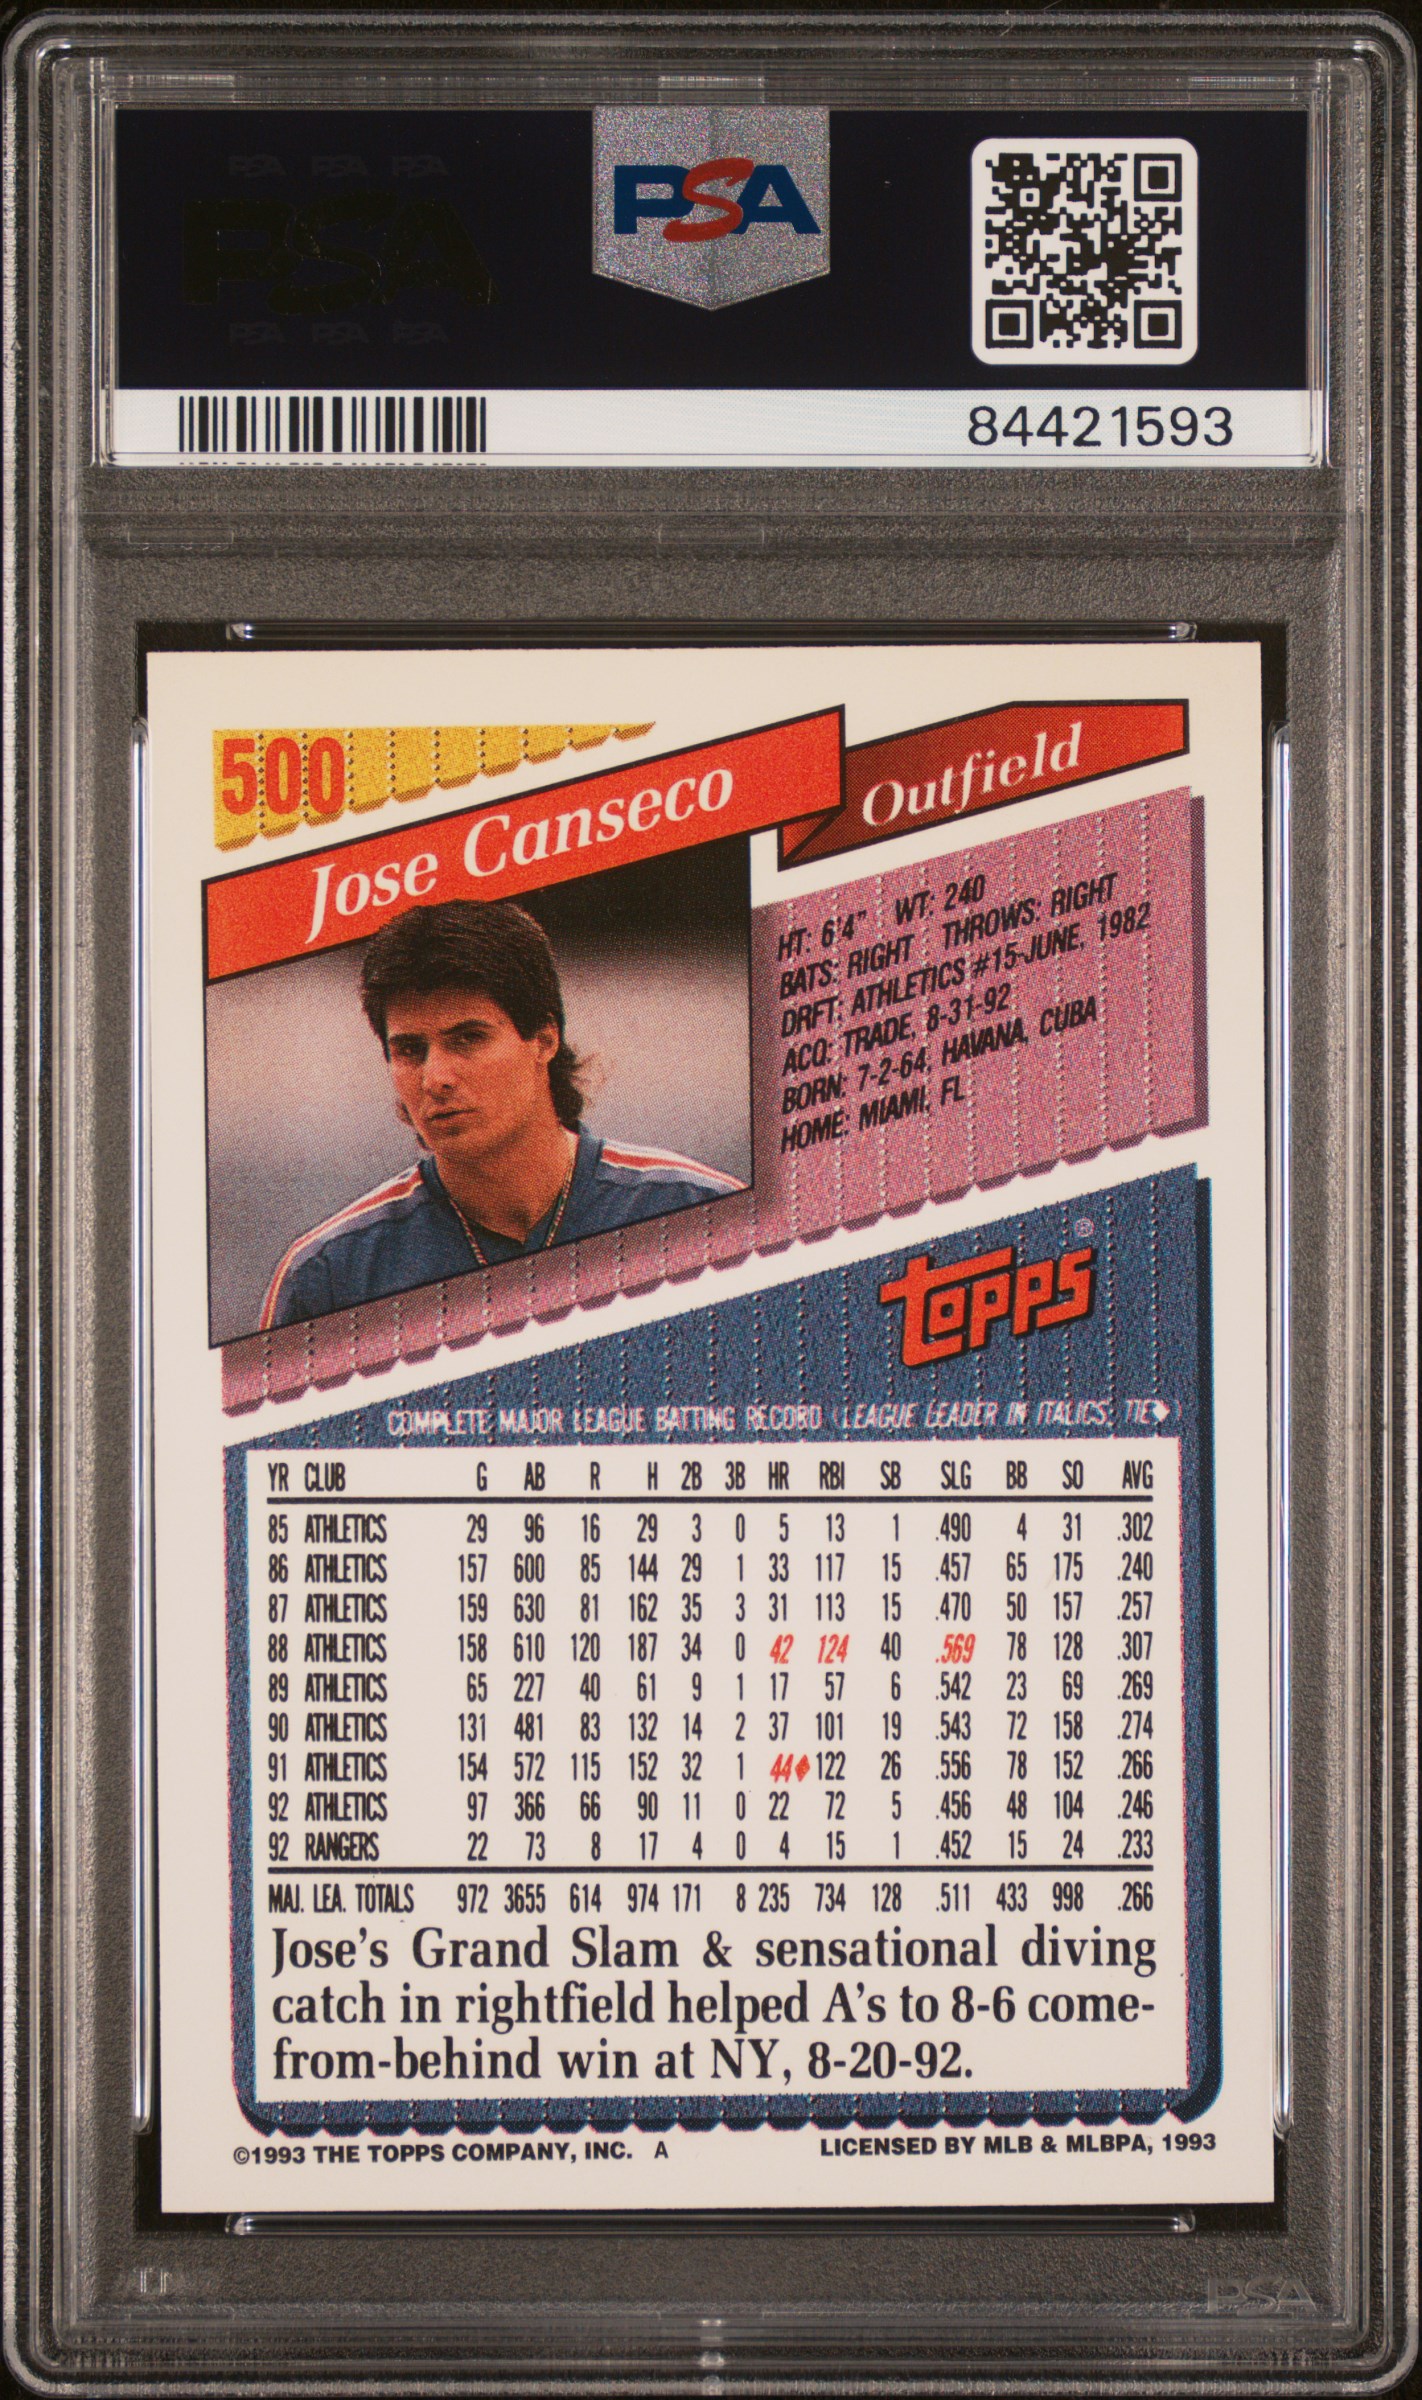 PSA PSA PSA
PSA
PSA PSA PSA
PSA
84421593
500
Jose Canseco
Outfield
HT: 6'4" WT: 240
BATS: RIGHT THROWS: RIGHT
DRFT: ATHLETICS #15-JUNE, 1982
ACQ: TRADE, 8-31-92
BORN: 7-2-64, HAVANA, CUBA
HOME: MIAMI, FL
TOPPS®
COMPLETE MAJOR LEAGUE BATTING RECORD (LEAGUE LEADER IN ITALICS, TIE◆)
YR CLUB G AB R H 2B 3B HR RBI SB SLG BB SO AVG
85 ATHLETICS 29 96 16 29 3 0 5 13 1 .490 4 31 .302
86 ATHLETICS 157 600 85 144 29 1 33 117 15 .457 65 175 .240
87 ATHLETICS 159 630 81 162 35 3 31 113 15 .470 50 157 .257
88 ATHLETICS 158 610 120 187 34 0 42 124 40 .569 78 128 .307
89 ATHLETICS 65 227 40 61 9 1 17 57 6 .542 23 69 .269
90 ATHLETICS 131 481 83 132 14 2 37 101 19 .543 72 158 .274
91 ATHLETICS 154 572 115 152 32 1 44◆ 122 26 .556 78 152 .266
92 ATHLETICS 97 366 66 90 11 0 22 72 5 .456 48 104 .246
92 RANGERS 22 73 8 17 4 0 4 15 1 .452 15 24 .233
MAJ. LEA. TOTALS 972 3655 614 974 171 8 235 734 128 .511 433 998 .266
Jose's Grand Slam & sensational diving
catch in rightfield helped A's to 8-6 come-
from-behind win at NY, 8-20-92.
©1993 THE TOPPS COMPANY, INC. A LICENSED BY MLB & MLBPA, 1993
PSA